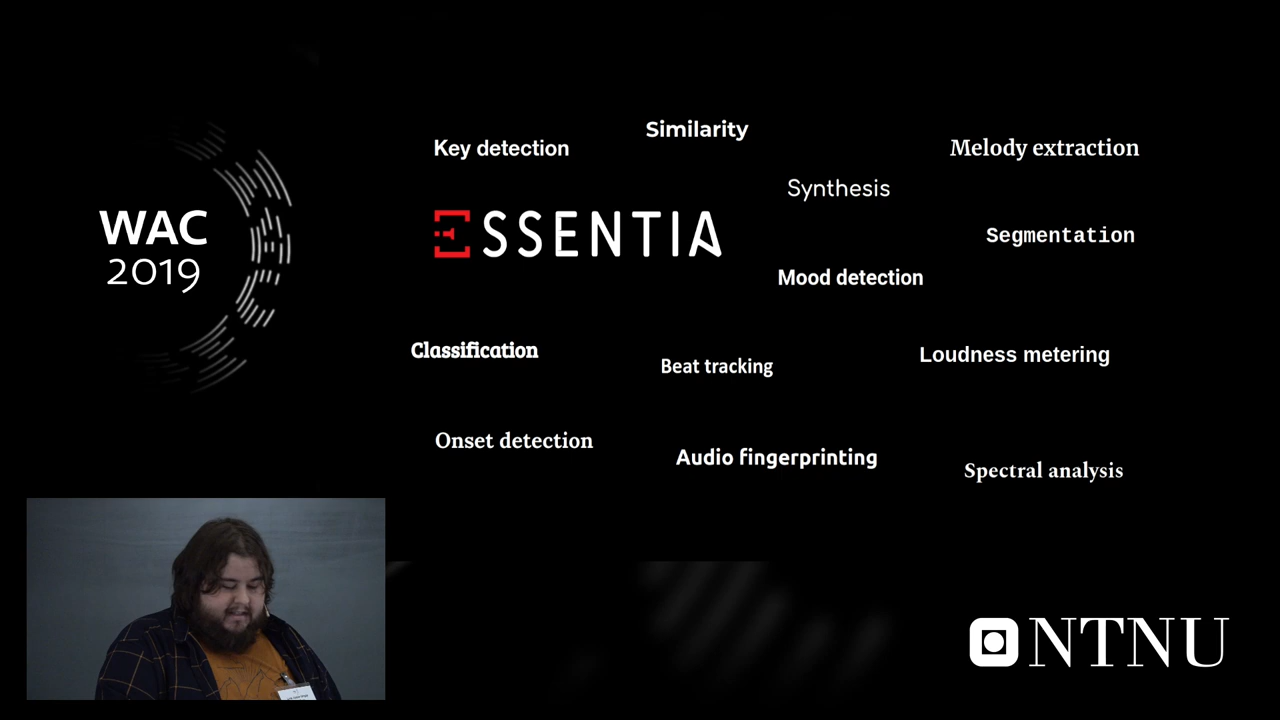 WAC
2019
Similarity
Key detection
Melody extraction
Synthesis
ESSENTIA
Segmentation
Mood detection
Classification
Beat tracking
Loudness metering
Onset detection
Audio fingerprinting
Spectral analysis
NTNU